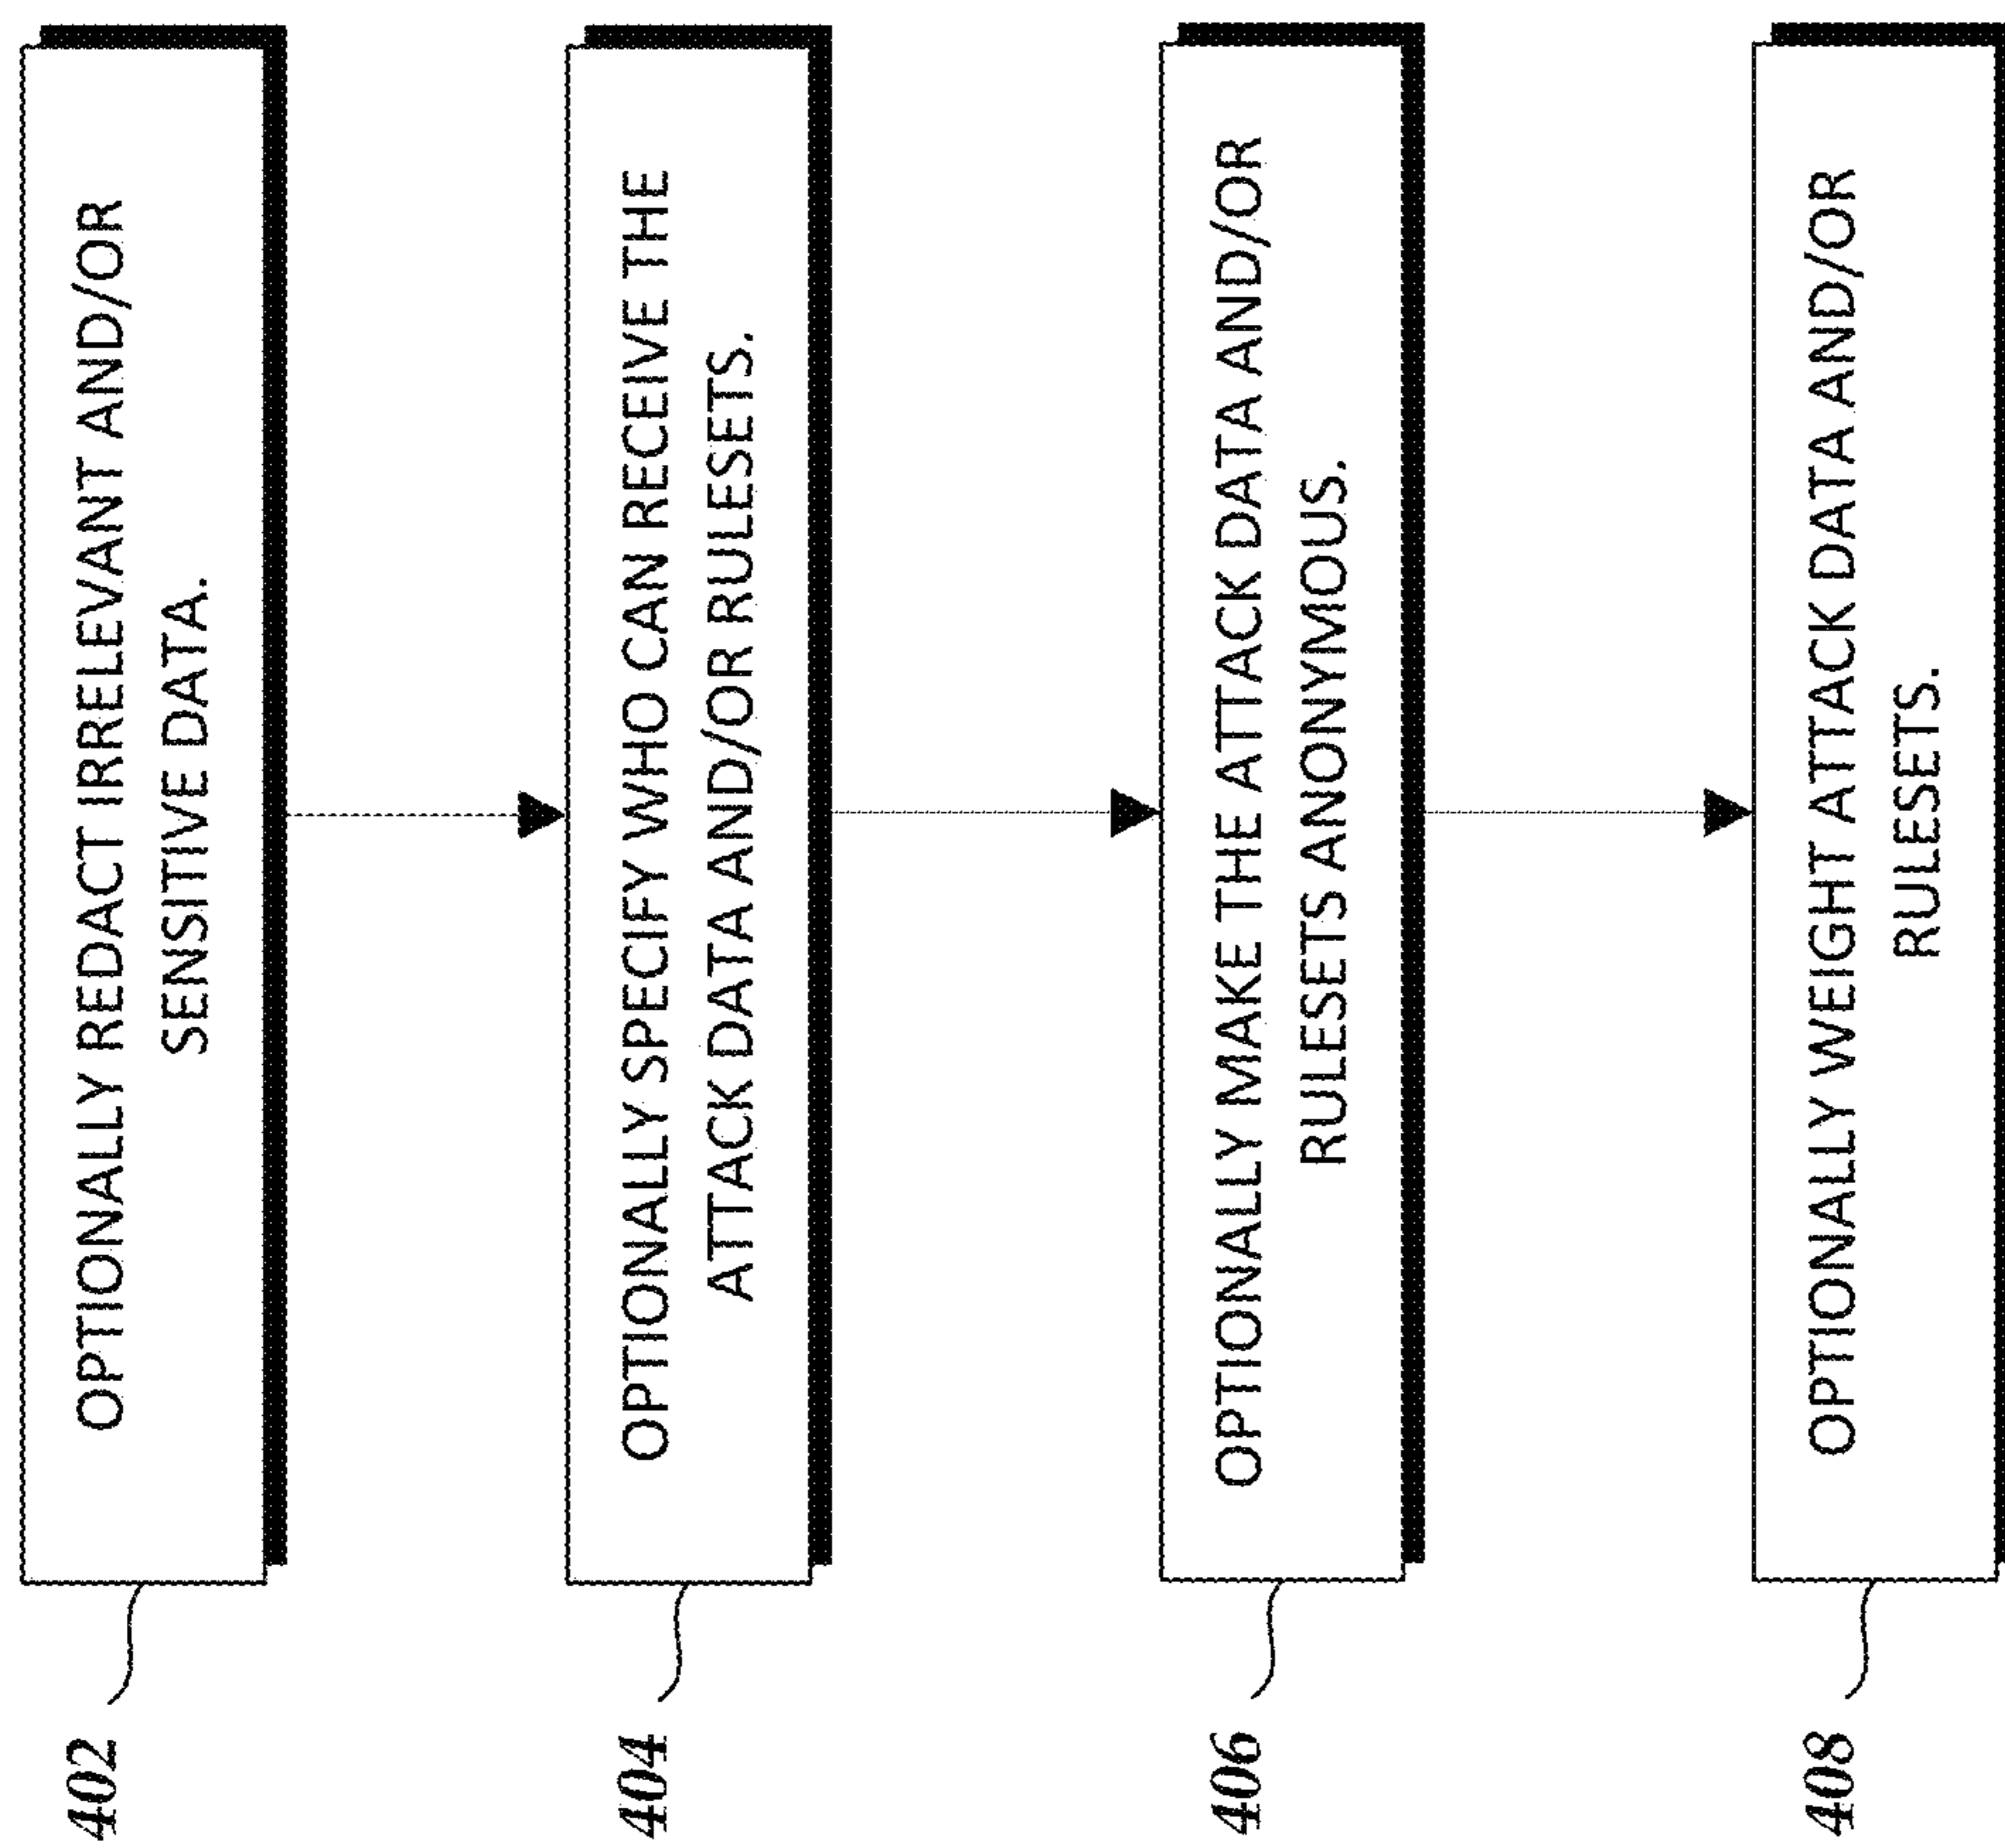 402
OPTIONALLY REDACT IRRELEVANT AND/OR
SENSITIVE DATA.
404
OPTIONALLY SPECIFY WHO CAN RECEIVE THE
ATTACK DATA AND/OR RULESETS.
406
OPTIONALLY MAKE THE ATTACK DATA AND/OR
RULESETS ANONYMOUS.
408
OPTIONALLY WEIGHT ATTACK DATA AND/OR
RULESETS.